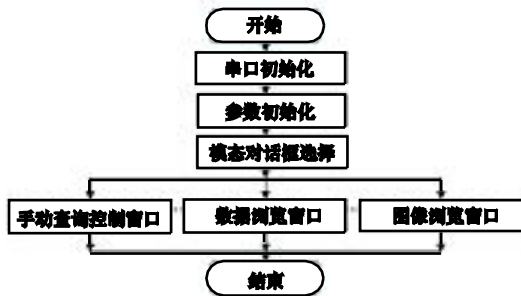 开始
串口初始化
参数初始化
模态对话框选择
手动查询控制窗口
数据浏览窗口
图像浏览窗口
结束